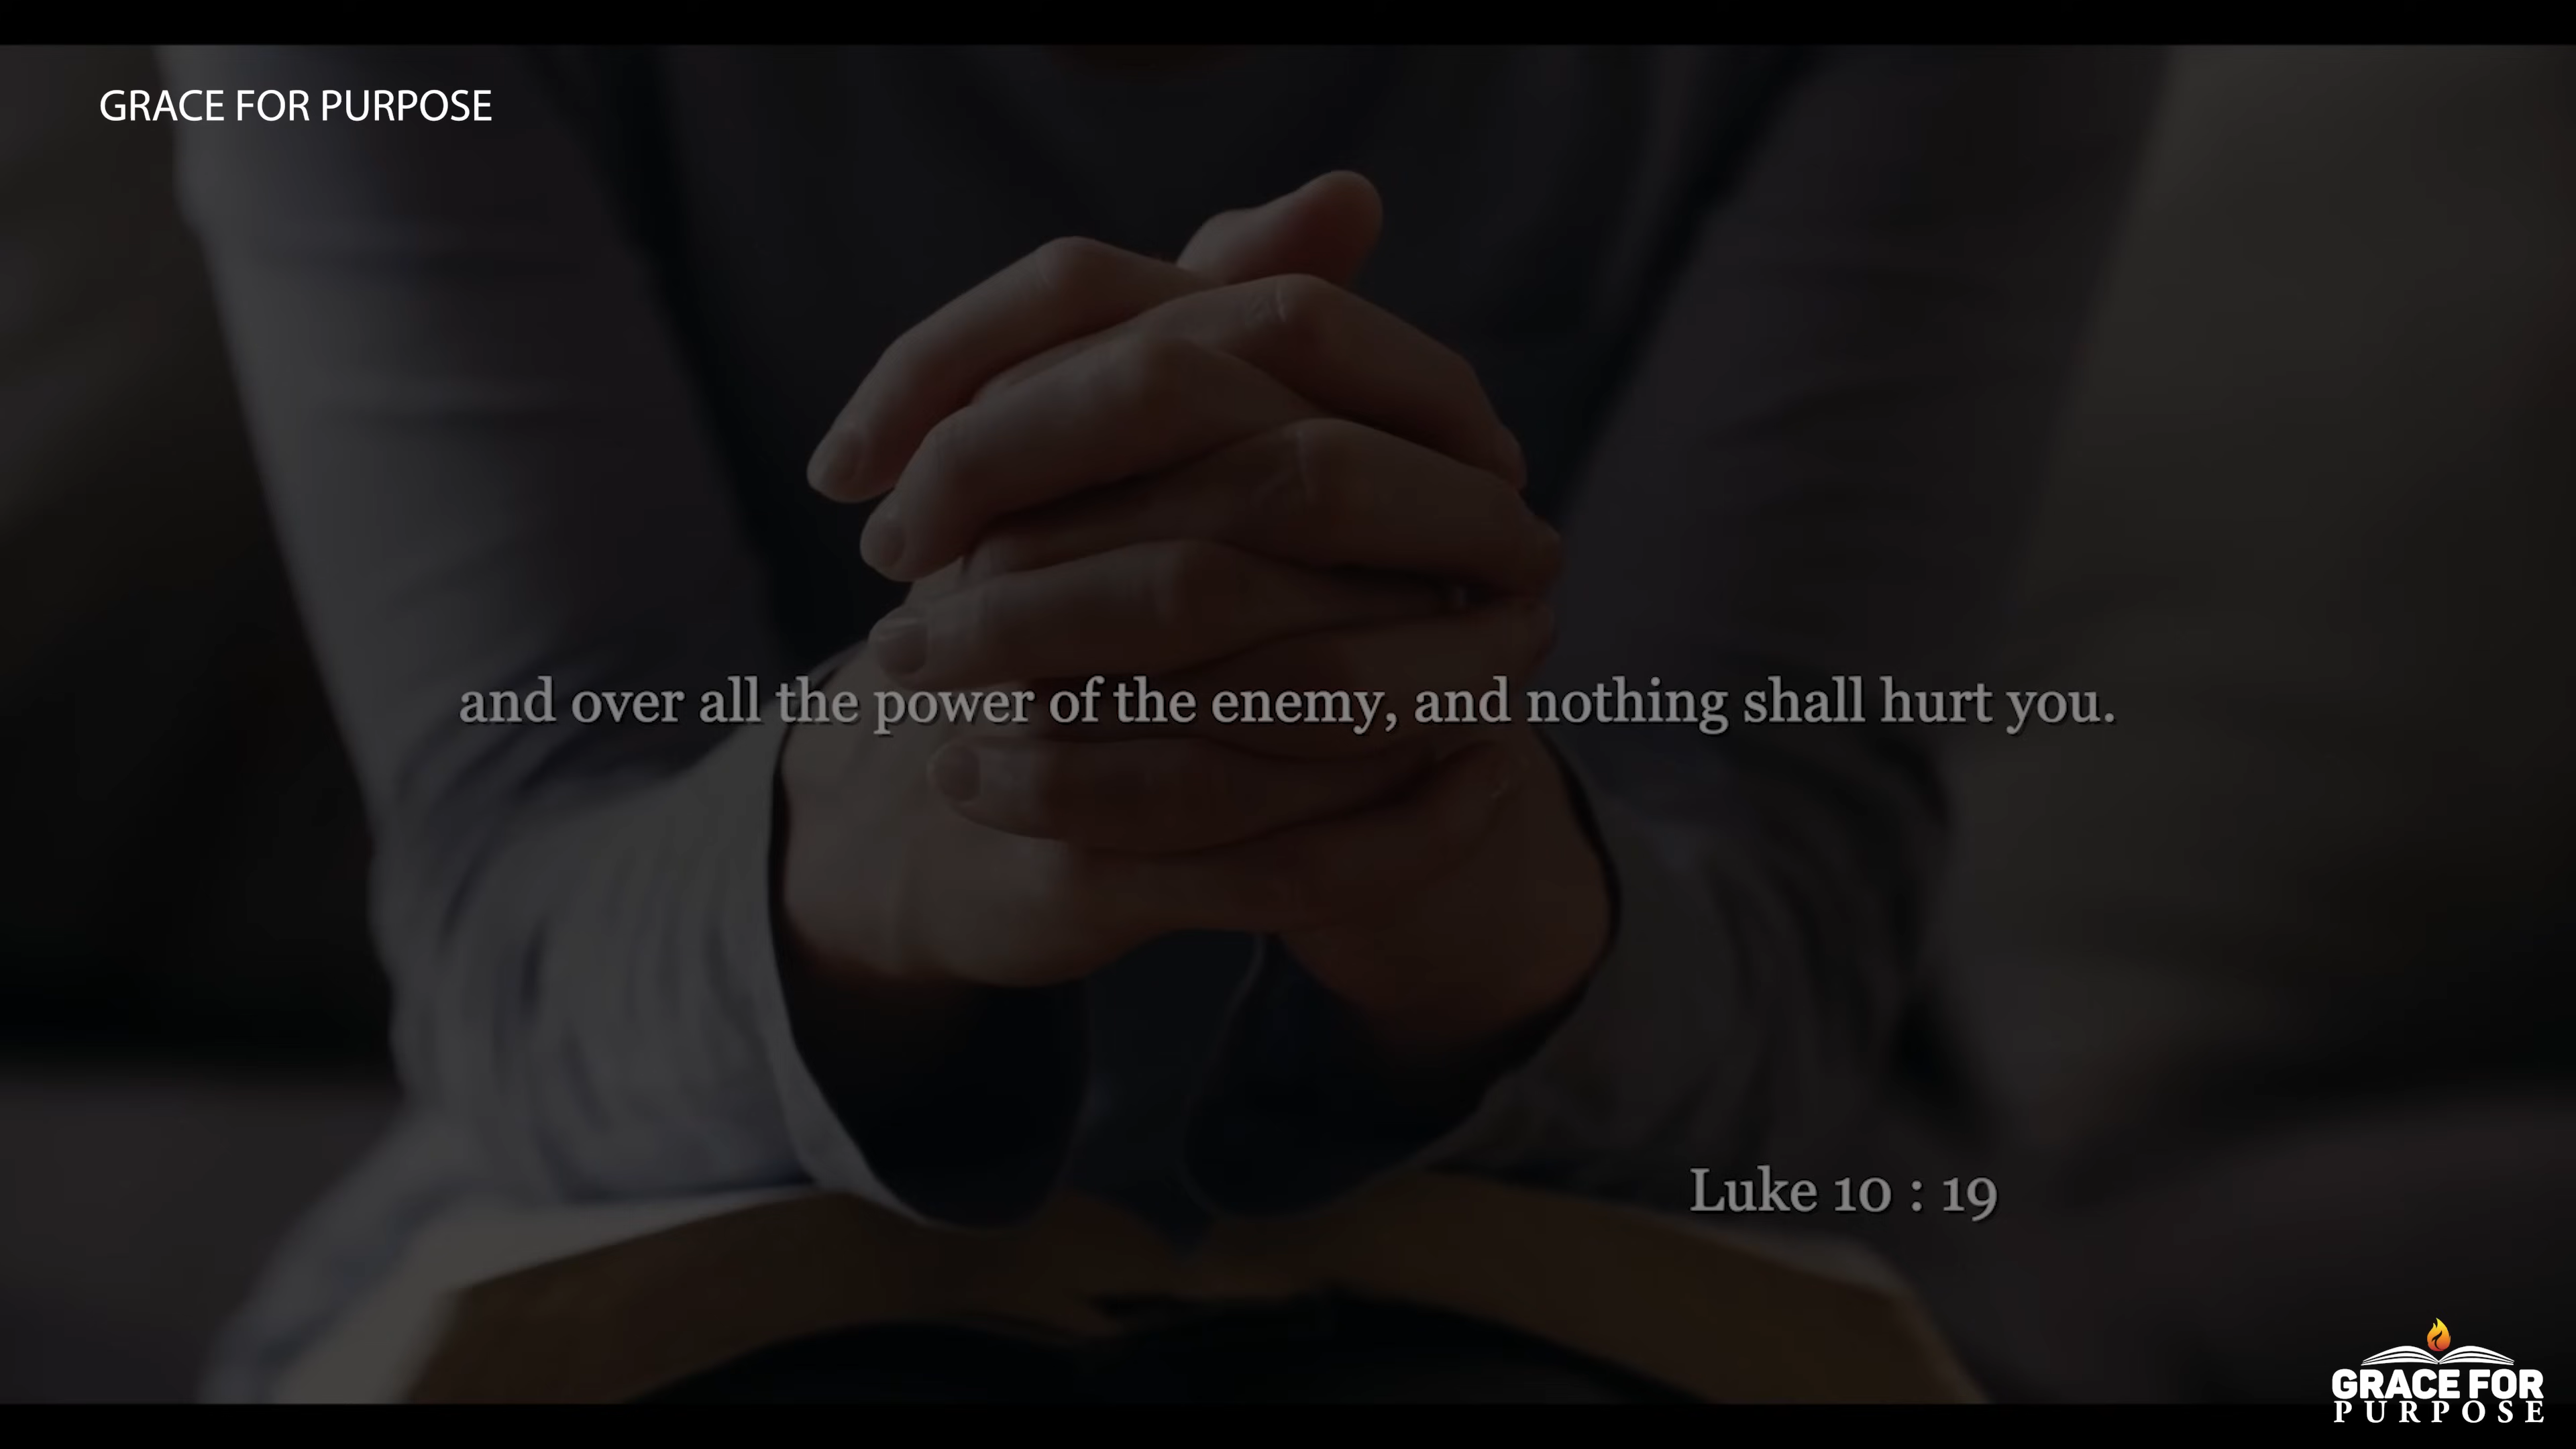 GRACE FOR PURPOSE
and over all the power of the enemy, and nothing shall hurt you.
Luke 10 : 19
GRACE FOR
PURPOSE